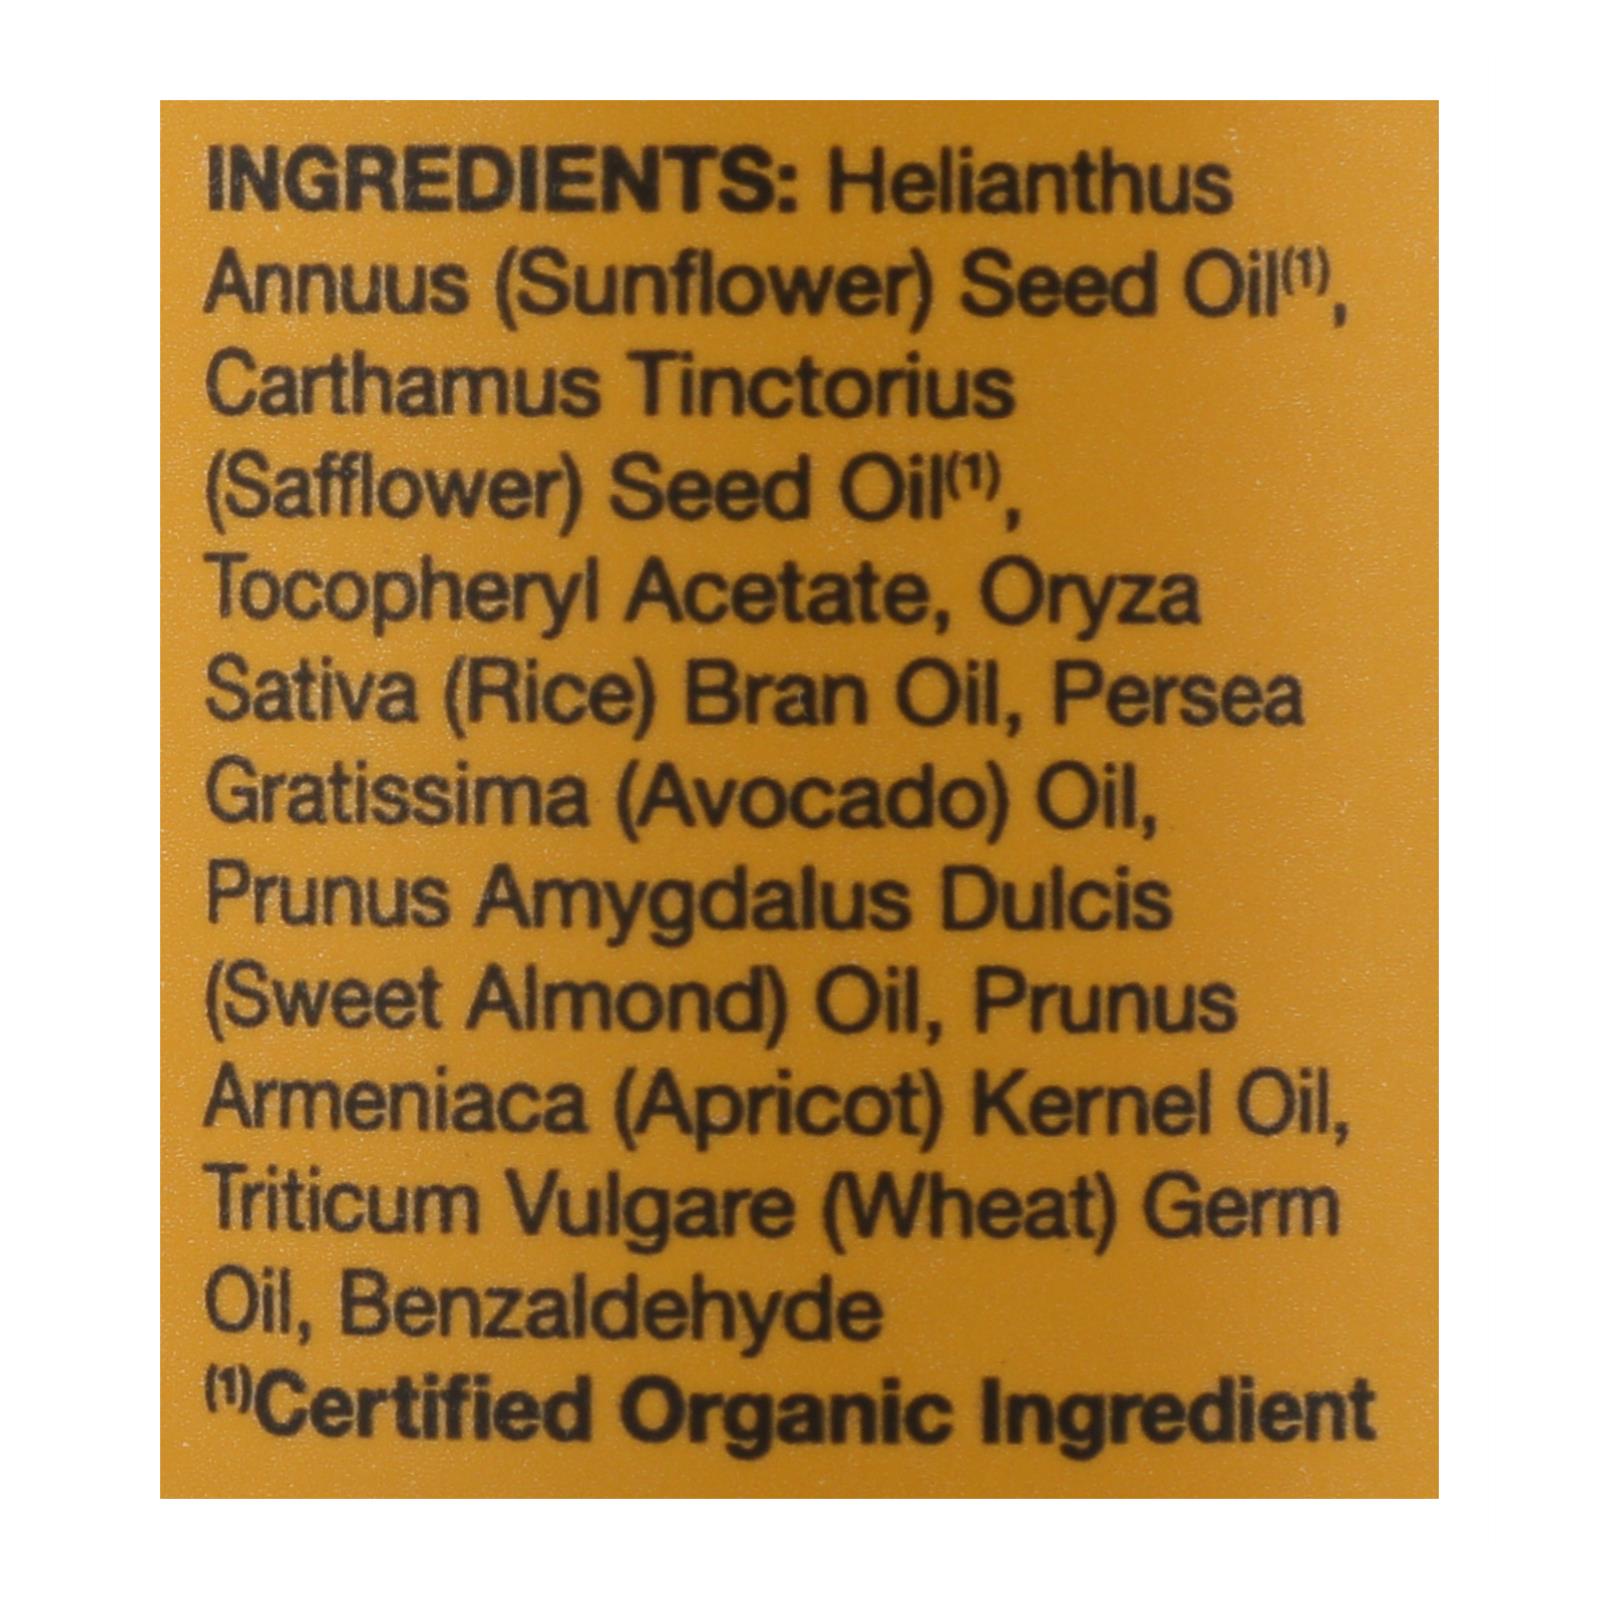 INGREDIENTS: Helianthus
Annuus (Sunflower) Seed Oil⁽¹⁾,
Carthamus Tinctorius
(Safflower) Seed Oil⁽¹⁾,
Tocopheryl Acetate, Oryza
Sativa (Rice) Bran Oil, Persea
Gratissima (Avocado) Oil,
Prunus Amygdalus Dulcis
(Sweet Almond) Oil, Prunus
Armeniaca (Apricot) Kernel Oil,
Triticum Vulgare (Wheat) Germ
Oil, Benzaldehyde
⁽¹⁾Certified Organic Ingredient